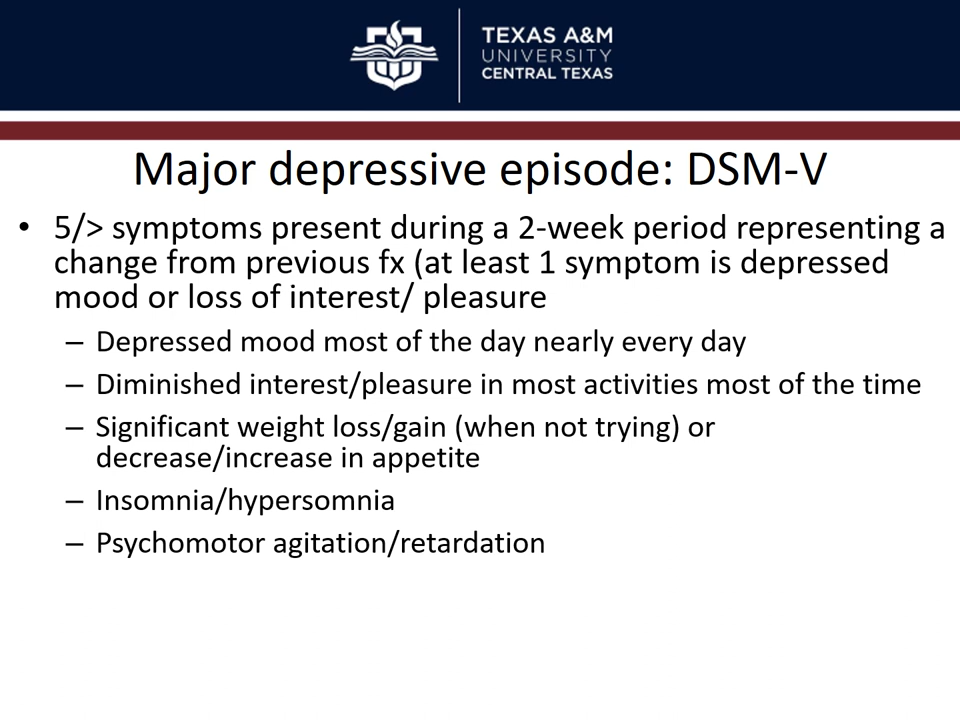 TEXAS A&M
UNIVERSITY
CENTRAL TEXAS
Major depressive episode: DSM-V
• 5/> symptoms present during a 2-week period representing a
change from previous fx (at least 1 symptom is depressed
mood or loss of interest/ pleasure
– Depressed mood most of the day nearly every day
– Diminished interest/pleasure in most activities most of the time
– Significant weight loss/gain (when not trying) or
decrease/increase in appetite
– Insomnia/hypersomnia
– Psychomotor agitation/retardation